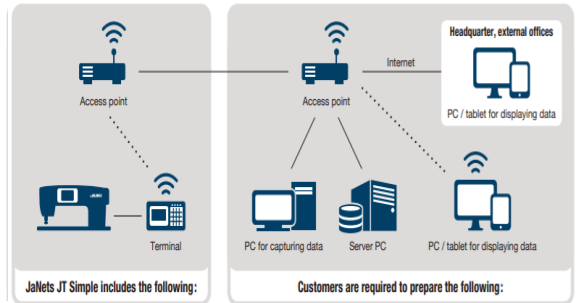 Headquarter, external offices
Internet
PC / tablet for displaying data
Access point
Access point
Terminal
PC for capturing data
Server PC
PC / tablet for displaying data
JaNets JT Simple includes the following:
Customers are required to prepare the following: